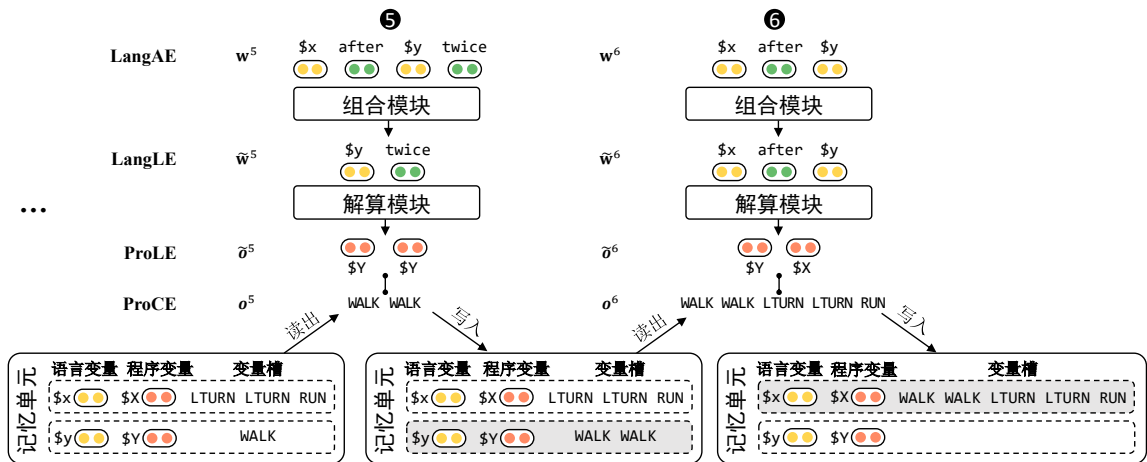 ❺ ❻
LangAE w⁵ $x after $y twice w⁶ $x after $y
组合模块 组合模块
LangLE w̃⁵ $y twice w̃⁶ $x after $y
解算模块 解算模块
...
ProLE õ⁵ $Y $Y õ⁶ $Y $X
ProCE o⁵ WALK WALK o⁶ WALK WALK LTURN LTURN RUN
读出 写入 读出 写入
记忆单元 语言变量 程序变量 变量槽
$x $X LTURN LTURN RUN
$y $Y WALK
记忆单元 语言变量 程序变量 变量槽
$x $X LTURN LTURN RUN
$y $Y WALK WALK
记忆单元 语言变量 程序变量 变量槽
$x $X WALK WALK LTURN LTURN RUN
$y $Y